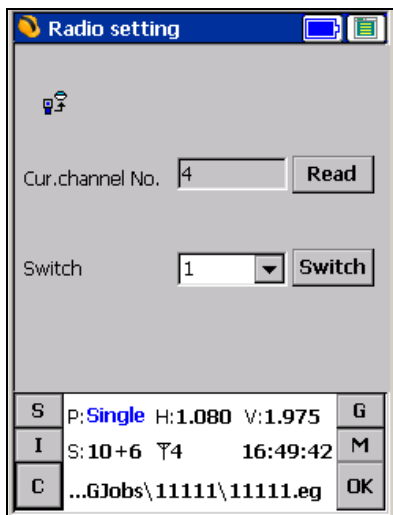 Radio setting
Cur.channel No. 4 Read
Switch 1 Switch
S P:Single H:1.080 V:1.975 G
I S:10+6 4 16:49:42 M
C ...GJobs\11111\11111.eg OK